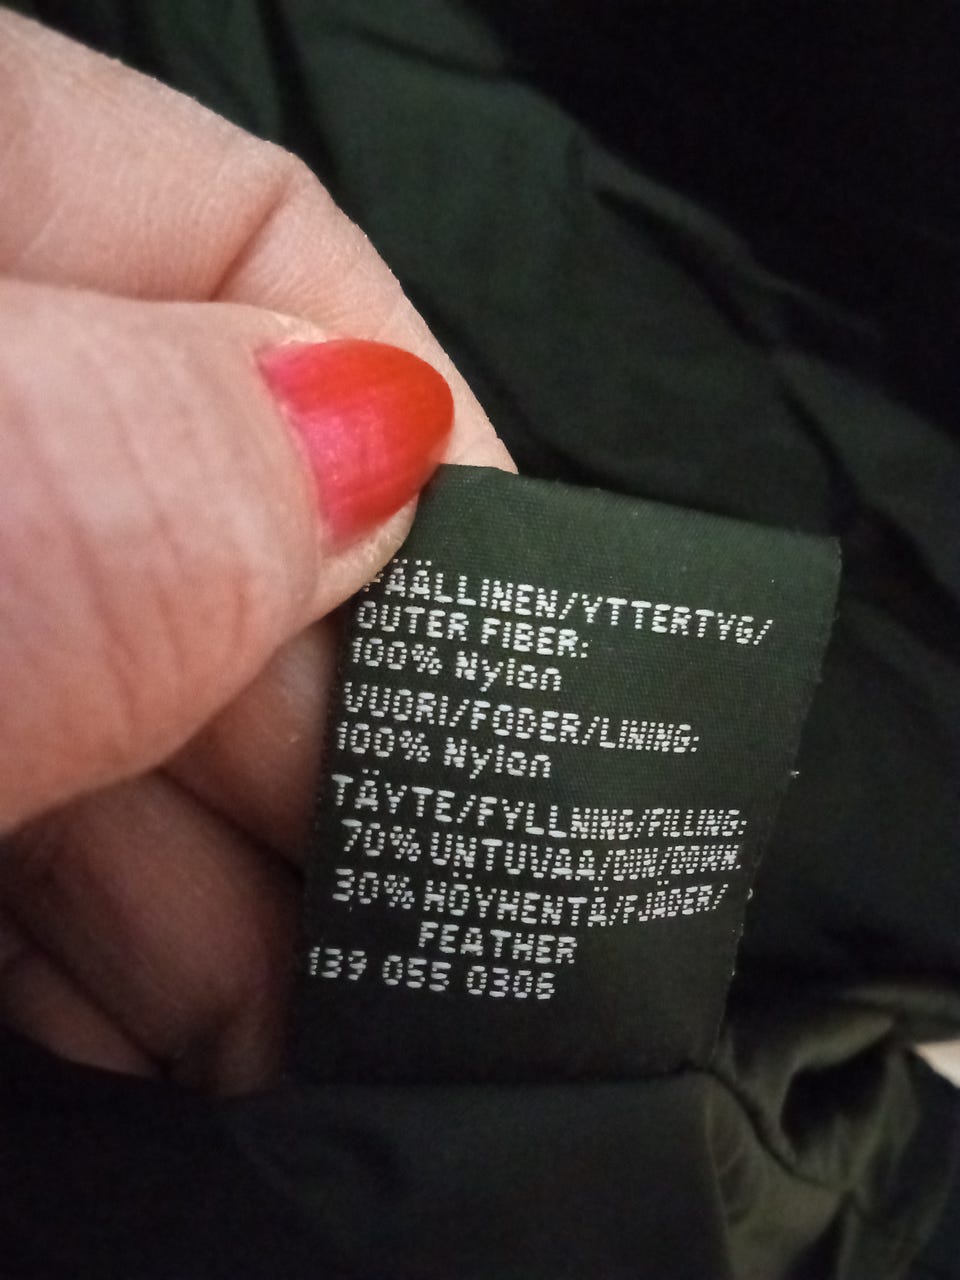 PÄÄLLINEN/YTTERTYG/
OUTER FIBER:
100% Nylon
VUORI/FODER/LINING:
100% Nylon
TÄYTE/FYLLNING/FILLING:
70% UNTUVAA/DUN/DOWN.
30% HÖYHENTÄ/FJÄDER/
FEATHER
139 055 0306